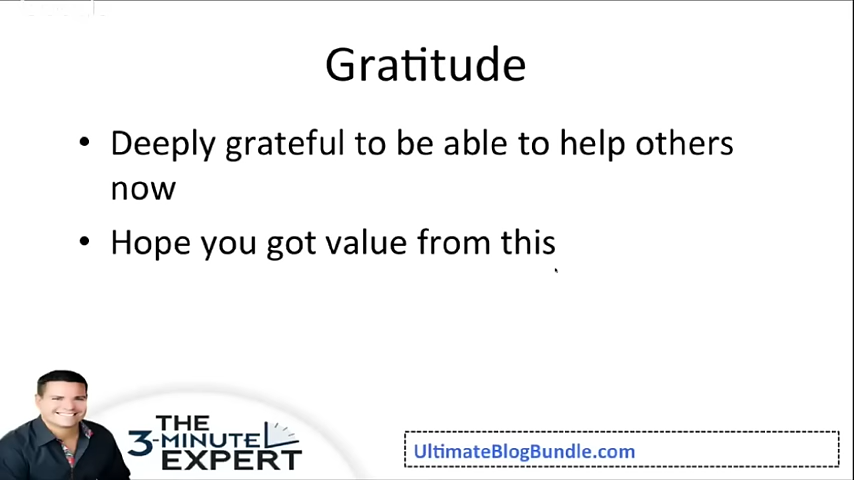 Gratitude
• Deeply grateful to be able to help others
now
• Hope you got value from this
THE
3-MINUTE
EXPERT
UltimateBlogBundle.com